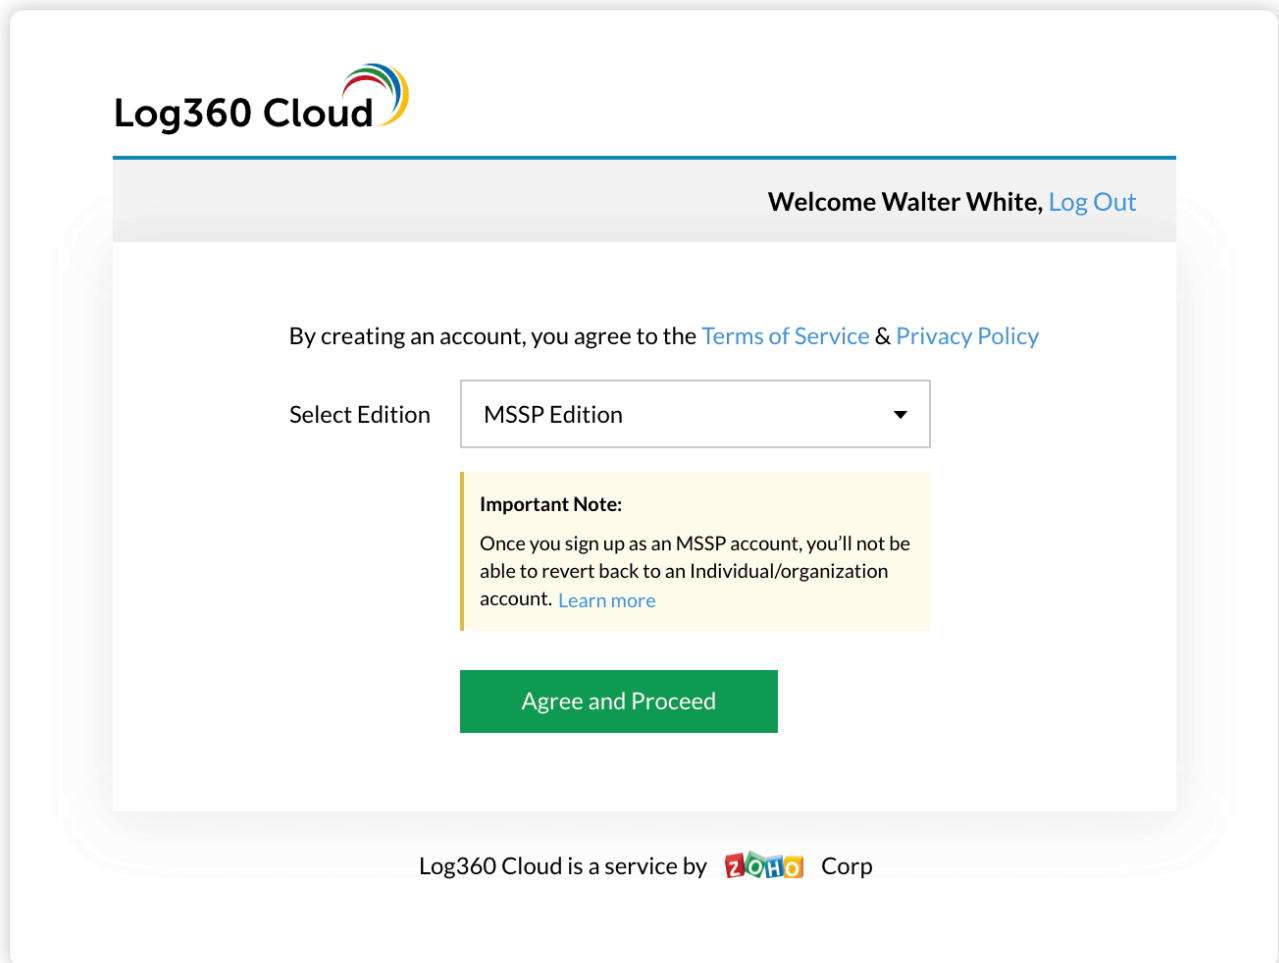 Log360 Cloud
Welcome Walter White, Log Out
By creating an account, you agree to the Terms of Service & Privacy Policy
Select Edition MSSP Edition
Important Note:
Once you sign up as an MSSP account, you'll not be
able to revert back to an Individual/organization
account. Learn more
Agree and Proceed
Log360 Cloud is a service by ZOHO Corp